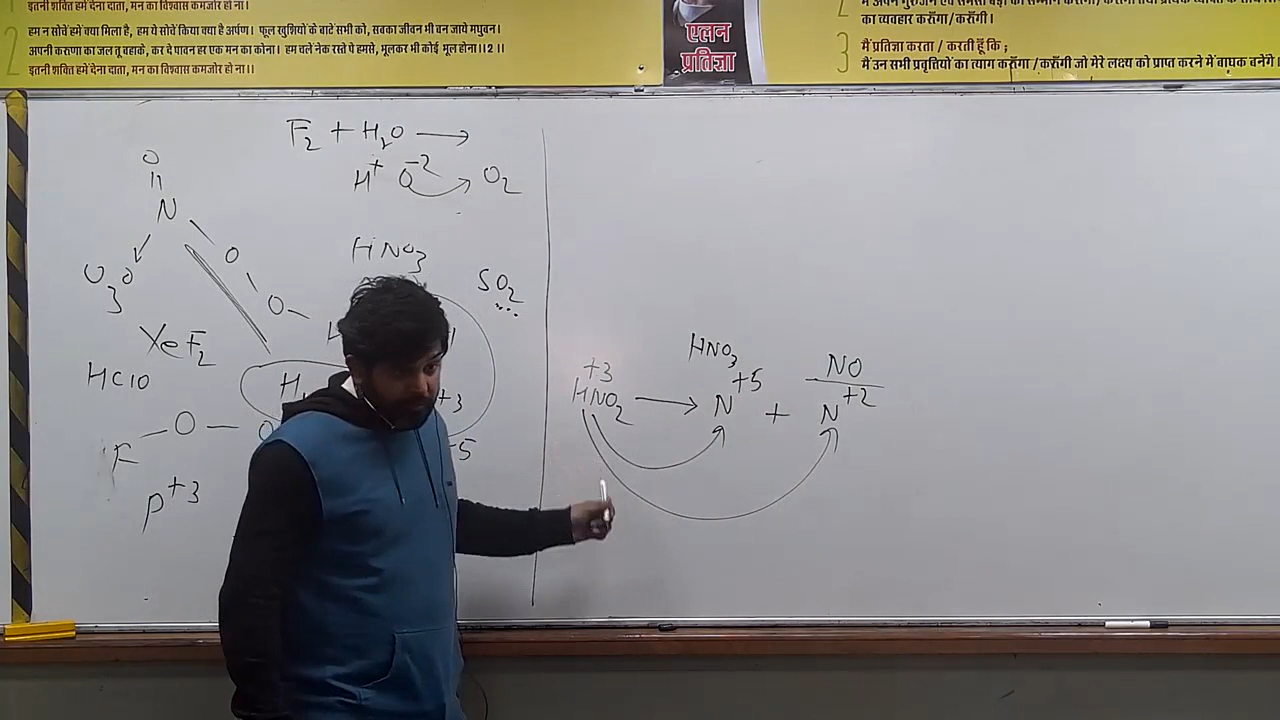 इतनी शक्ति हमें देना दाता, मन का विश्वास कमजोर हो ना।
2 हम न सोचें हमें क्या मिला है, हम ये सोचें किया क्या है अर्पण। फूल खुशियों के बाटें सभी को, सबका जीवन भी बन जाये मधुबन।
अपनी करुणा का जल तू बहाके, कर दे पावन हर एक मन का कोना। हम चलें नेक रस्ते पे हमसे, भूलकर भी कोई भूल होना।।2।।
इतनी शक्ति हमें देना दाता, मन का विश्वास कमजोर हो ना।।
एलन
प्रतिज्ञा
2
का व्यवहार करूँगा / करूँगी।
3 मैं प्रतिज्ञा करता / करती हूँ कि ;
मैं उन सभी प्रवृत्तियों का त्याग करूँगा / करूँगी जो मेरे लक्ष्य को प्राप्त करने में बाधक बनेंगे।
F₂ + H₂O ⟶
H⁺ O⁻² O₂
O
N
O
O
O
3
HNO₃
SO₂
XeF₂
HClO
F — O — O
P⁺³
H
+3
-5
+3
HNO₂ ⟶ N⁺⁵ + N⁺²
HNO₃
NO